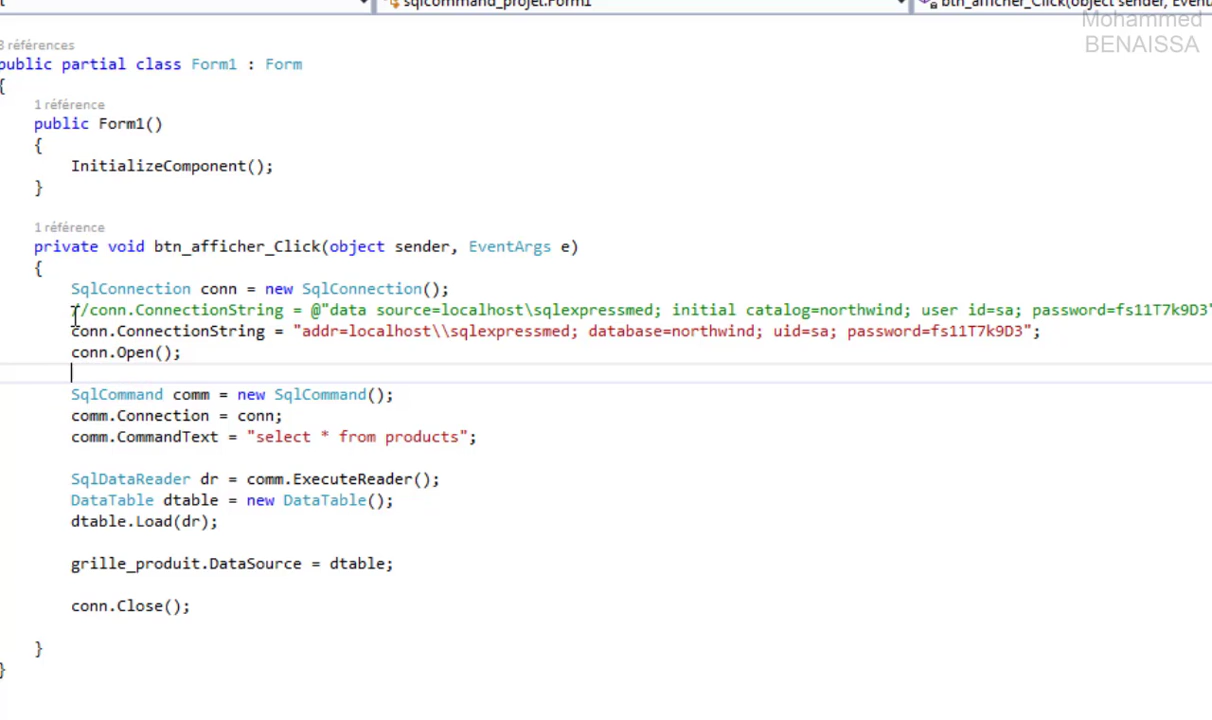 sqlcommand_projet.Form1
btn_afficher_Click(object sender, Event
Mohammed
BENAISSA
3 références
public partial class Form1 : Form
{
1 référence
public Form1()
{
InitializeComponent();
}
1 référence
private void btn_afficher_Click(object sender, EventArgs e)
{
SqlConnection conn = new SqlConnection();
//conn.ConnectionString = @"data source=localhost\sqlexpressmed; initial catalog=northwind; user id=sa; password=fs11T7k9D3"
conn.ConnectionString = "addr=localhost\\sqlexpressmed; database=northwind; uid=sa; password=fs11T7k9D3";
conn.Open();
SqlCommand comm = new SqlCommand();
comm.Connection = conn;
comm.CommandText = "select * from products";
SqlDataReader dr = comm.ExecuteReader();
DataTable dtable = new DataTable();
dtable.Load(dr);
grille_produit.DataSource = dtable;
conn.Close();
}
}